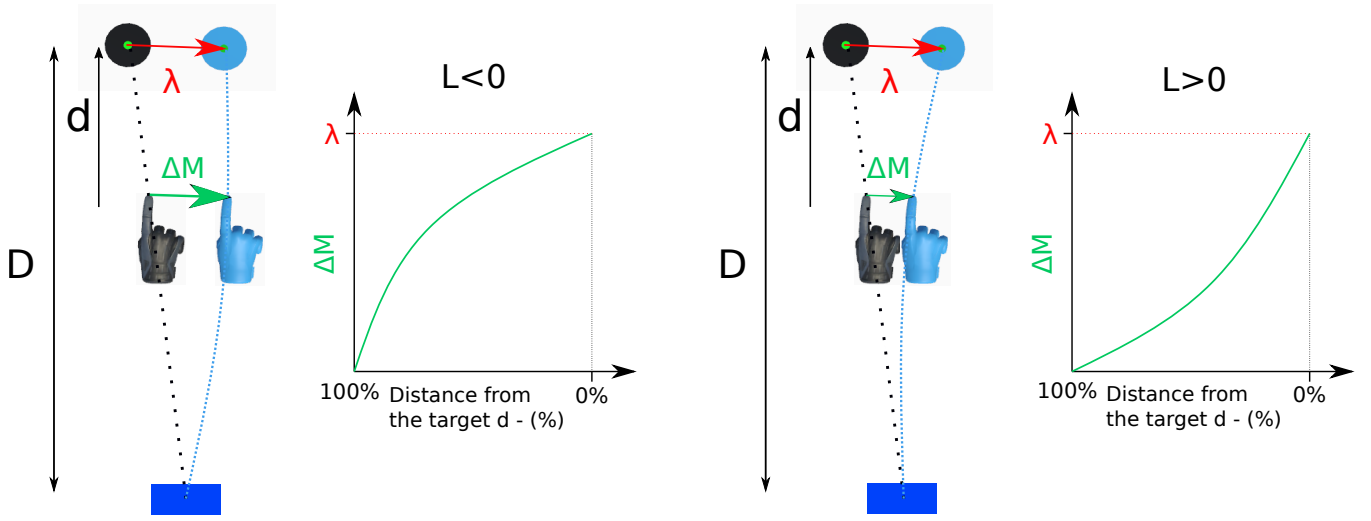 λ
d
ΔM
D
L<0
λ
ΔM
100%
0%
Distance from
the target d - (%)
λ
d
ΔM
D
L>0
λ
ΔM
100%
0%
Distance from
the target d - (%)